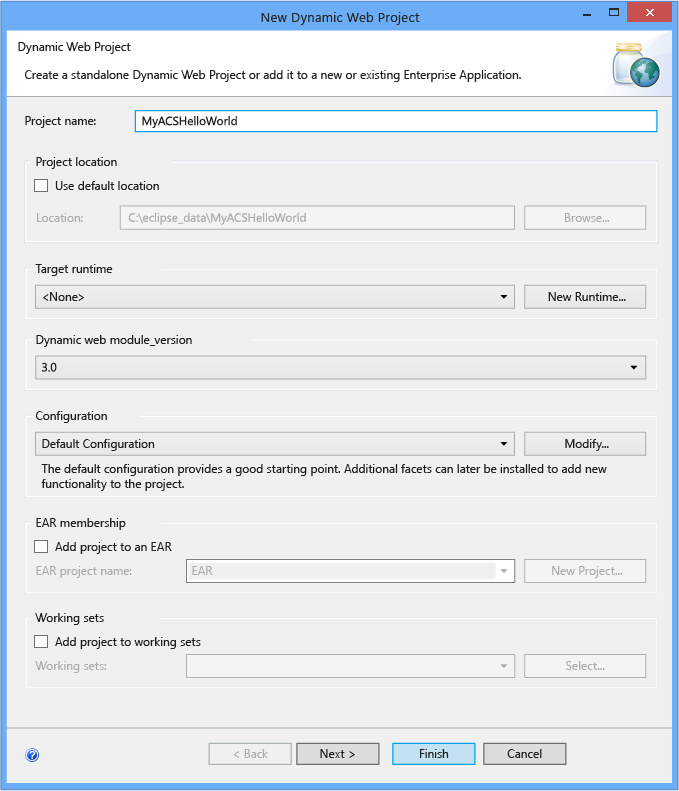 New Dynamic Web Project
Dynamic Web Project
Create a standalone Dynamic Web Project or add it to a new or existing Enterprise Application.
Project name: MyACSHelloWorld
Project location
Use default location
Location: C:\eclipse_data\MyACSHelloWorld Browse...
Target runtime
<None> New Runtime...
Dynamic web module_version
3.0
Configuration
Default Configuration Modify...
The default configuration provides a good starting point. Additional facets can later be installed to add new
functionality to the project.
EAR membership
Add project to an EAR
EAR project name: EAR New Project...
Working sets
Add project to working sets
Working sets: Select...
? < Back Next > Finish Cancel